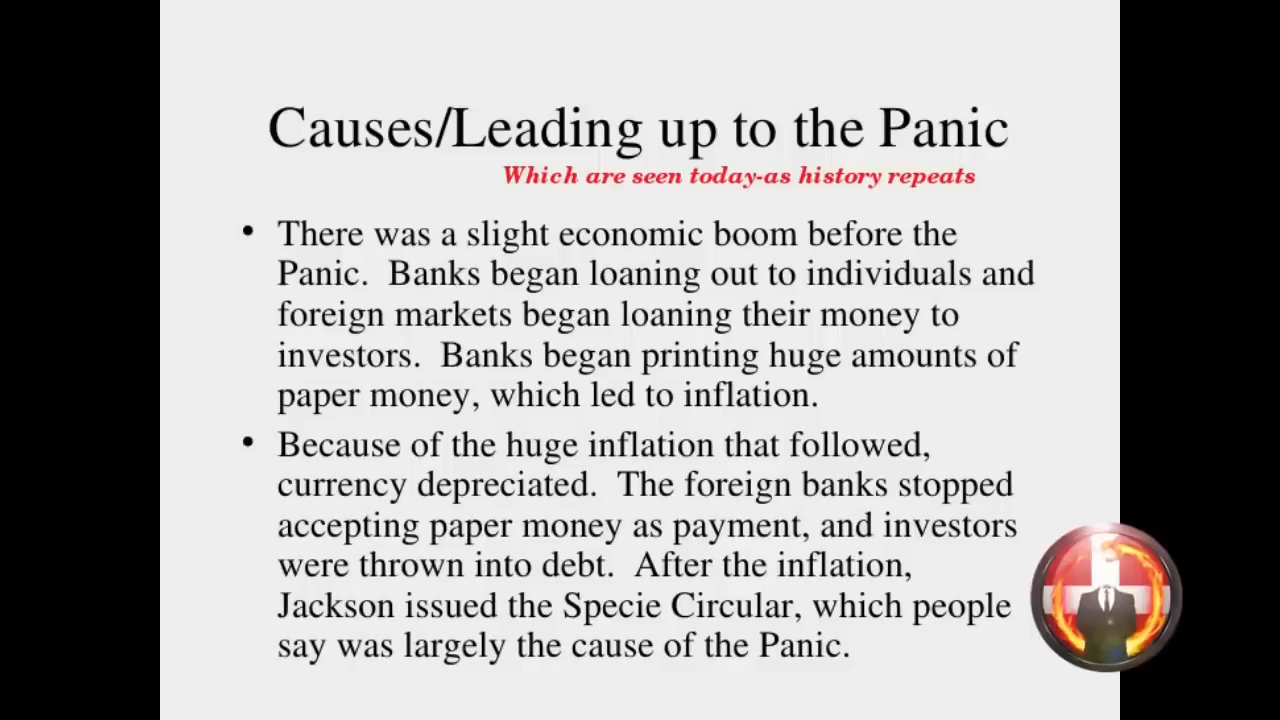 Causes/Leading up to the Panic
Which are seen today-as history repeats
• There was a slight economic boom before the
Panic. Banks began loaning out to individuals and
foreign markets began loaning their money to
investors. Banks began printing huge amounts of
paper money, which led to inflation.
• Because of the huge inflation that followed,
currency depreciated. The foreign banks stopped
accepting paper money as payment, and investors
were thrown into debt. After the inflation,
Jackson issued the Specie Circular, which people
say was largely the cause of the Panic.